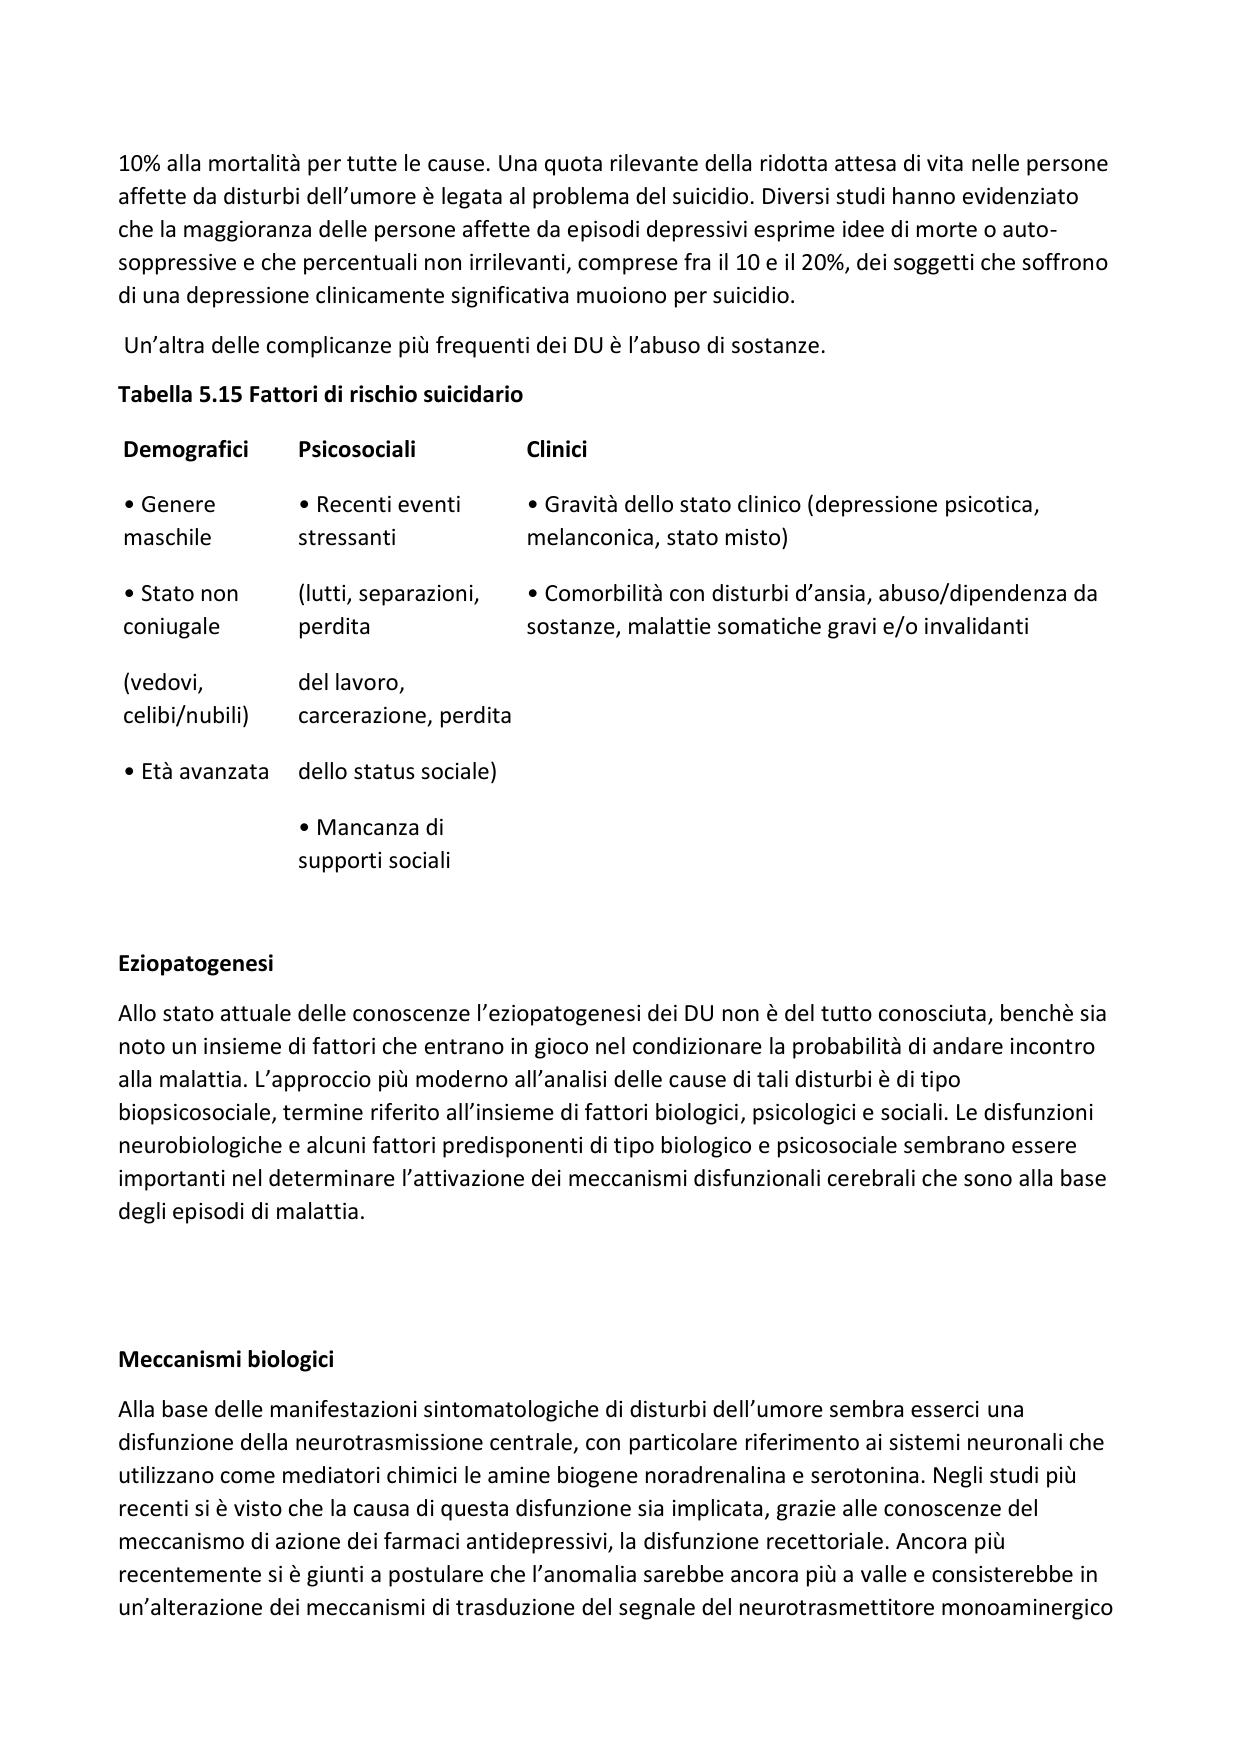 10% alla mortalità per tutte le cause. Una quota rilevante della ridotta attesa di vita nelle persone
affette da disturbi dell’umore è legata al problema del suicidio. Diversi studi hanno evidenziato
che la maggioranza delle persone affette da episodi depressivi esprime idee di morte o auto-
soppressive e che percentuali non irrilevanti, comprese fra il 10 e il 20%, dei soggetti che soffrono
di una depressione clinicamente significativa muoiono per suicidio.
Un’altra delle complicanze più frequenti dei DU è l’abuso di sostanze.
Tabella 5.15 Fattori di rischio suicidario
Demografici Psicosociali Clinici
• Genere • Recenti eventi • Gravità dello stato clinico (depressione psicotica,
maschile stressanti melanconica, stato misto)
• Stato non (lutti, separazioni, • Comorbilità con disturbi d’ansia, abuso/dipendenza da
coniugale perdita sostanze, malattie somatiche gravi e/o invalidanti
(vedovi, del lavoro,
celibi/nubili) carcerazione, perdita
• Età avanzata dello status sociale)
• Mancanza di
supporti sociali
Eziopatogenesi
Allo stato attuale delle conoscenze l’eziopatogenesi dei DU non è del tutto conosciuta, benchè sia
noto un insieme di fattori che entrano in gioco nel condizionare la probabilità di andare incontro
alla malattia. L’approccio più moderno all’analisi delle cause di tali disturbi è di tipo
biopsicosociale, termine riferito all’insieme di fattori biologici, psicologici e sociali. Le disfunzioni
neurobiologiche e alcuni fattori predisponenti di tipo biologico e psicosociale sembrano essere
importanti nel determinare l’attivazione dei meccanismi disfunzionali cerebrali che sono alla base
degli episodi di malattia.
Meccanismi biologici
Alla base delle manifestazioni sintomatologiche di disturbi dell’umore sembra esserci una
disfunzione della neurotrasmissione centrale, con particolare riferimento ai sistemi neuronali che
utilizzano come mediatori chimici le amine biogene noradrenalina e serotonina. Negli studi più
recenti si è visto che la causa di questa disfunzione sia implicata, grazie alle conoscenze del
meccanismo di azione dei farmaci antidepressivi, la disfunzione recettoriale. Ancora più
recentemente si è giunti a postulare che l’anomalia sarebbe ancora più a valle e consisterebbe in
un’alterazione dei meccanismi di trasduzione del segnale del neurotrasmettitore monoaminergico